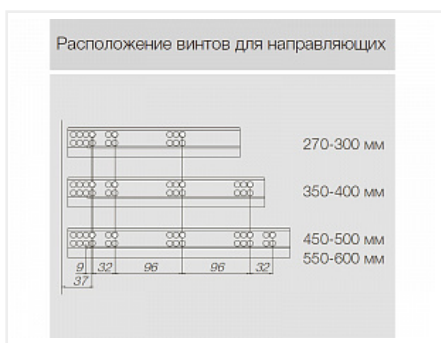 Расположение винтов для направляющих
270-300 мм
350-400 мм
450-500 мм
550-600 мм
9 32 96 96 32
37